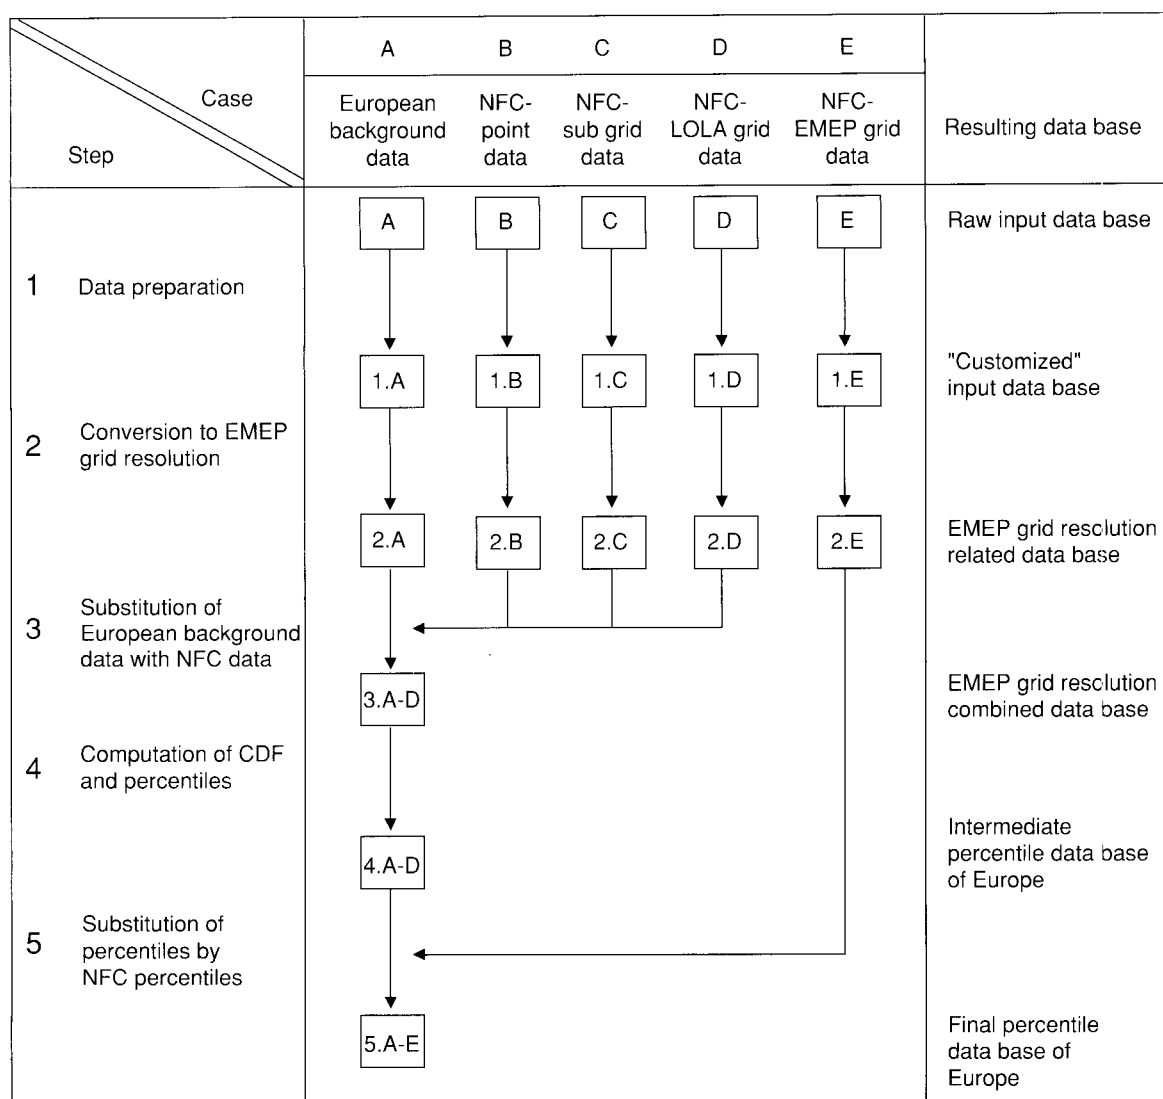 A B C D E
Case
Step
European
background
data
NFC-
point
data
NFC-
sub grid
data
NFC-
LOLA grid
data
NFC-
EMEP grid
data
Resulting data base
A B C D E
Raw input data base
1 Data preparation
1.A 1.B 1.C 1.D 1.E
"Customized"
input data base
2 Conversion to EMEP
grid resolution
2.A 2.B 2.C 2.D 2.E
EMEP grid resolution
related data base
3 Substitution of
European background
data with NFC data
3.A-D
EMEP grid resolution
combined data base
4 Computation of CDF
and percentiles
4.A-D
Intermediate
percentile data base
of Europe
5 Substitution of
percentiles by
NFC percentiles
5.A-E
Final percentile
data base of
Europe